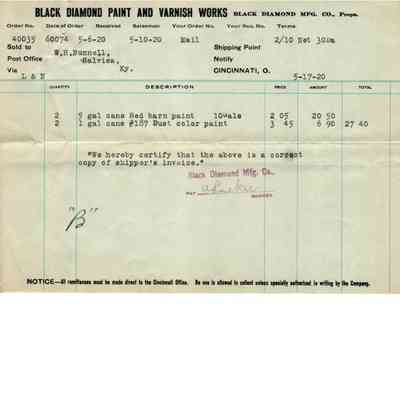 BLACK DIAMOND PAINT AND VARNISH WORKS BLACK DIAMOND MFG. CO., Props.
Order No. Date of Order Received Salesman Your Order No. Your Req. No. Terms
40035 60074 5-6-20 5-10-20 Mail 2/10 Net 30da
Sold to W.H.Bunnell, Shipping Point
Post Office Salvisa, Ky. Notify
Via L & N CINCINNATI, O. 5-17-20
QUANTITY DESCRIPTION PRICE AMOUNT TOTAL
2 5 gal cans Red barn paint 10gals 2 05 20 50
2 1 gal cans #187 Dust color paint 3 45 6 90 27 40
"We hereby certify that the above is a correct
copy of shipper's invoice."
Black Diamond Mfg. Co.,
MANAGER
"B"
NOTICE—All remittances must be made direct to the Cincinnati Office. No one is allowed to collect unless specially authorized in writing by the Company.